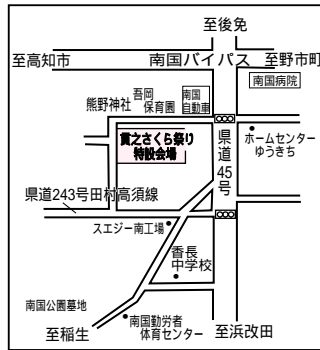 至後免
至高知市
南国バイパス
至野市町
南国病院
吾岡
保育園
南国
自動車
熊野神社
貫之さくら祭り
特設会場
県道45号
ホームセンター
ゆうきち
県道243号田村高須線
スエジー南工場
香長
中学校
南国公園墓地
至稲生
南国勤労者
体育センター
至浜改田